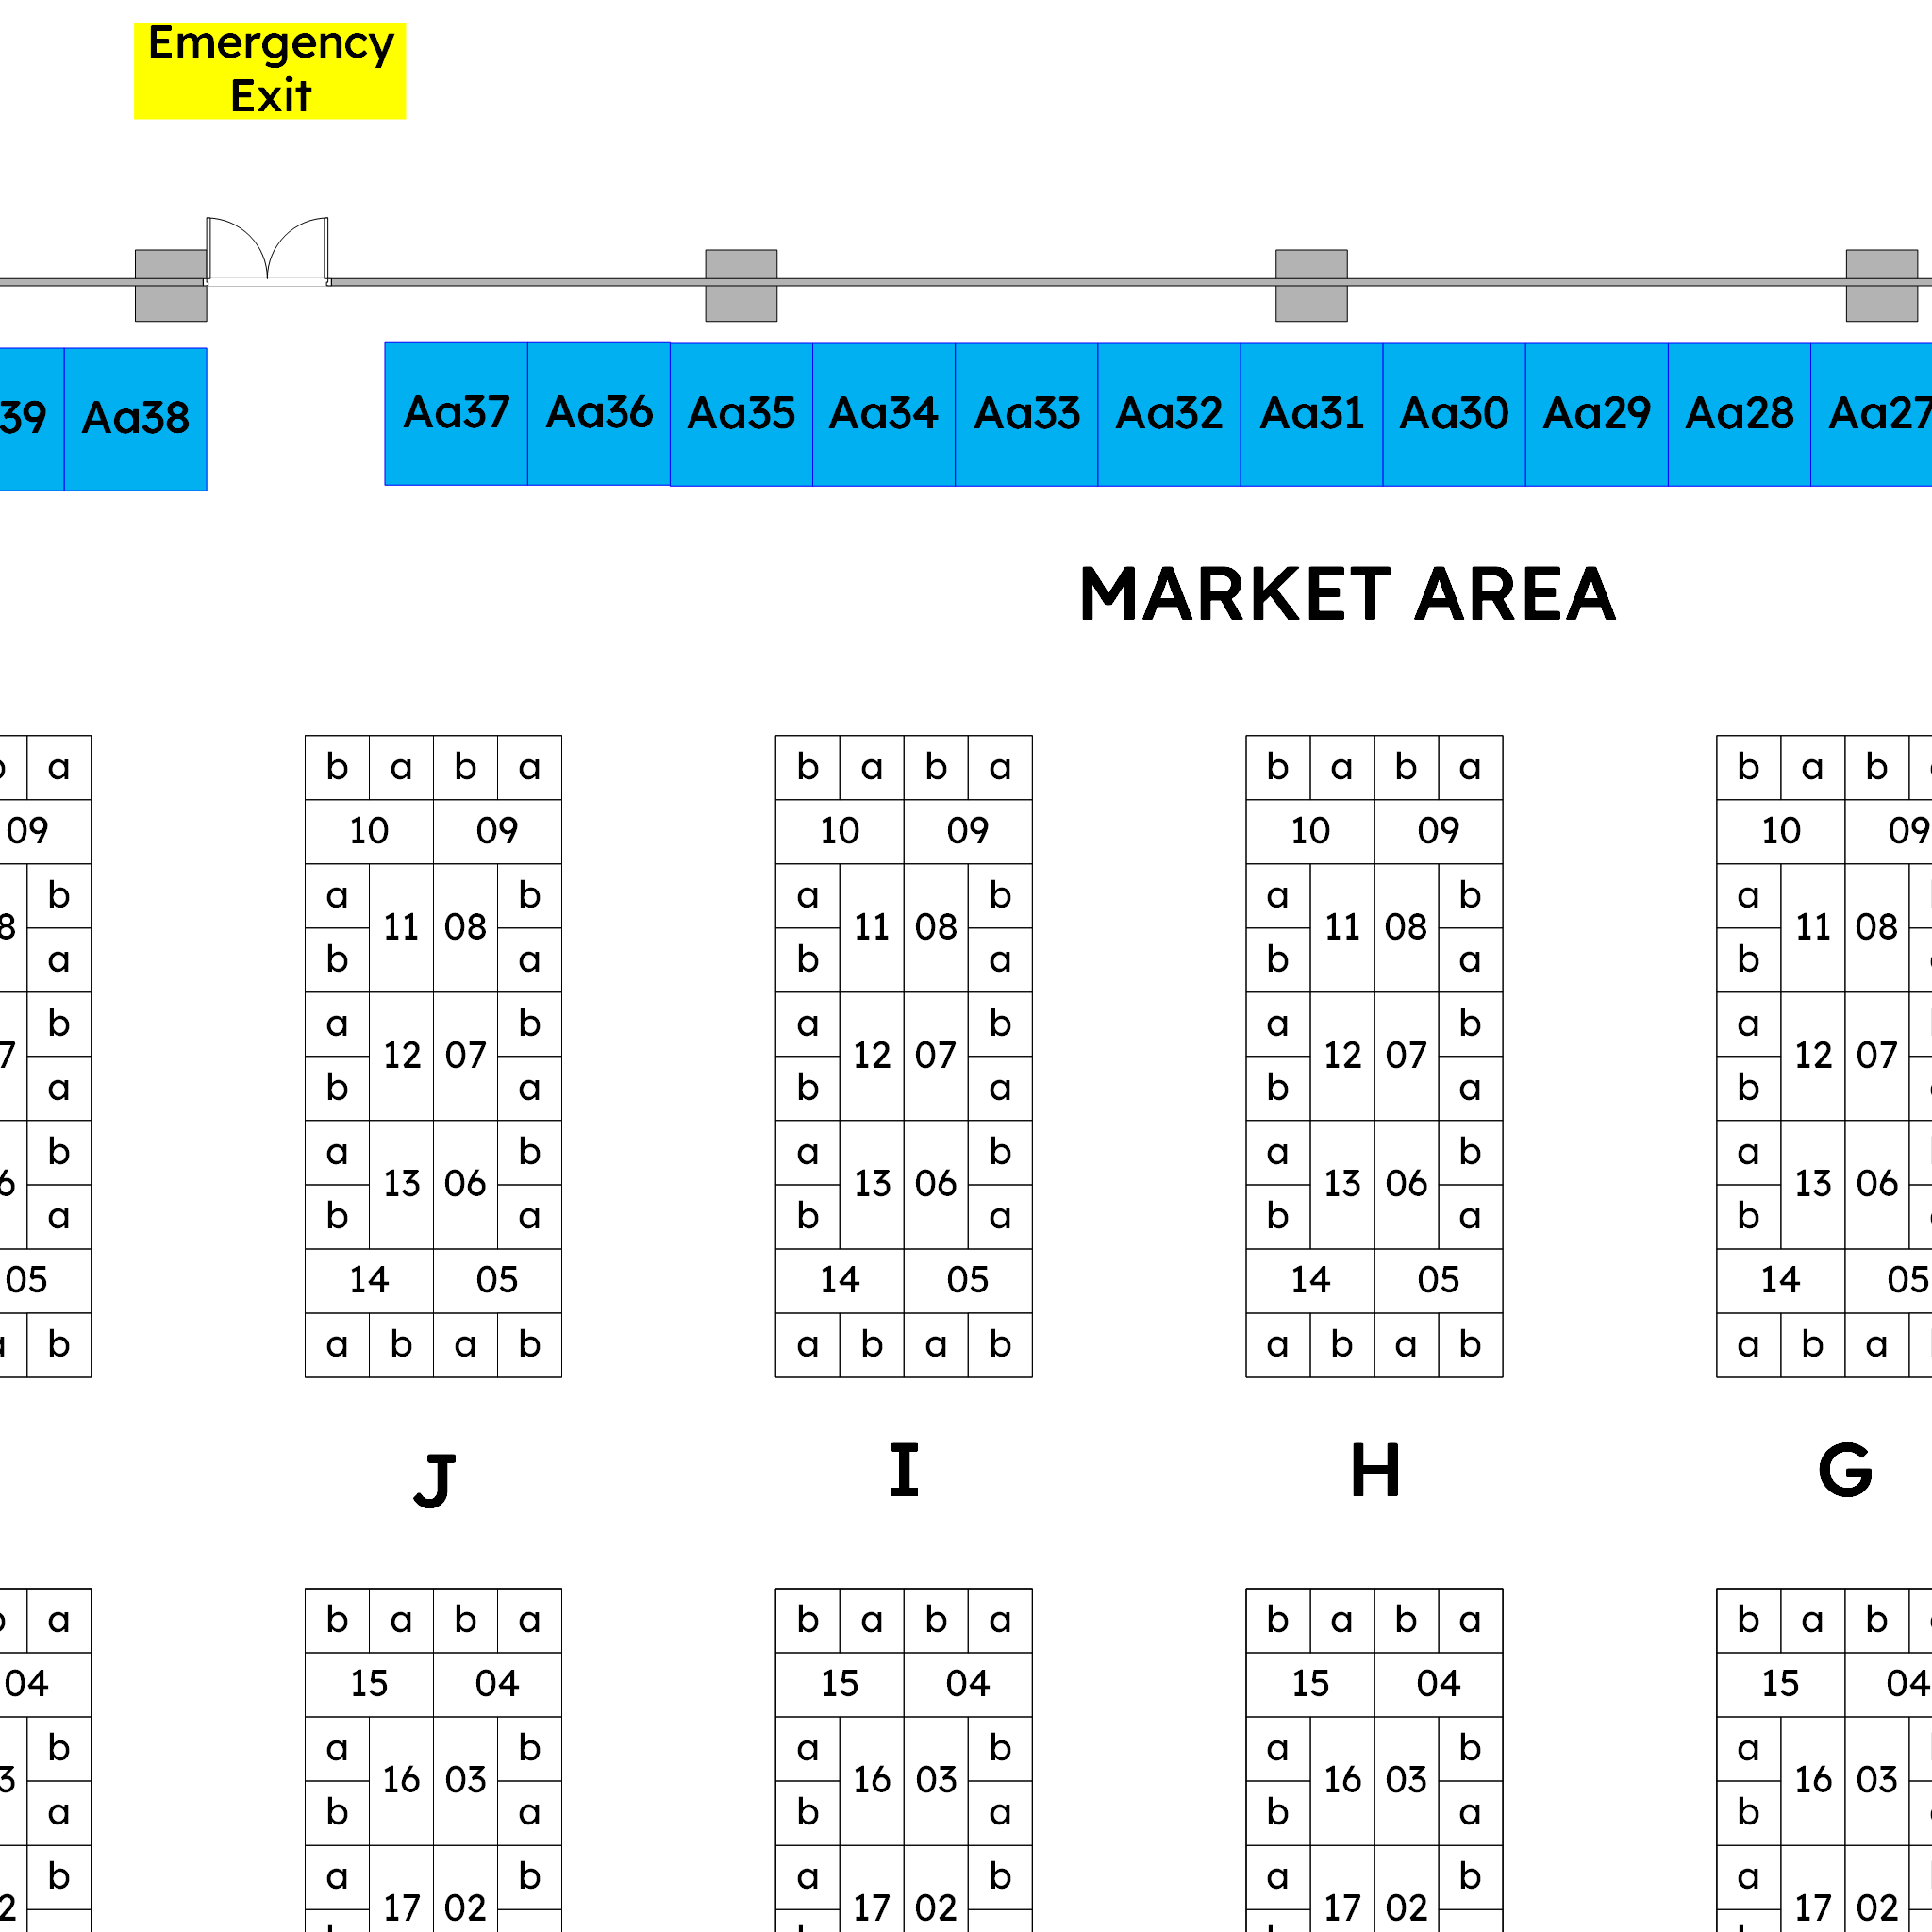 Emergency
Exit
39 Aa38 Aa37 Aa36 Aa35 Aa34 Aa33 Aa32 Aa31 Aa30 Aa29 Aa28 Aa27
MARKET AREA
a b a b a b a b a b a b a b a b
09 10 09 10 09 10 09 10 09
b a b a b a b a
11 08 11 08 11 08 11 08
a b a b a b a b
b a b a b a b a
12 07 12 07 12 07 12 07
a b a b a b a b
b a b a b a b a
13 06 13 06 13 06 13 06
a b a b a b a b
05 14 05 14 05 14 05 14 05
b a b a b a b a b a b a b a b a
J I H G
a b a b a b a b a b a b a b a b
04 15 04 15 04 15 04 15 04
b a b a b a b a
16 03 16 03 16 03 16 03
a b a b a b a b
b a b a b a b a
17 02 17 02 17 02 17 02